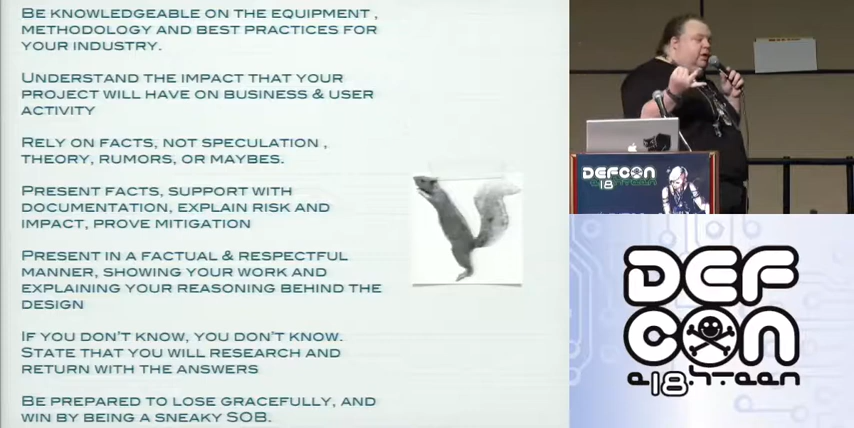 BE KNOWLEDGEABLE ON THE EQUIPMENT ,
METHODOLOGY AND BEST PRACTICES FOR
YOUR INDUSTRY.
UNDERSTAND THE IMPACT THAT YOUR
PROJECT WILL HAVE ON BUSINESS & USER
ACTIVITY
RELY ON FACTS, NOT SPECULATION ,
THEORY, RUMORS, OR MAYBES.
PRESENT FACTS, SUPPORT WITH
DOCUMENTATION, EXPLAIN RISK AND
IMPACT, PROVE MITIGATION
PRESENT IN A FACTUAL & RESPECTFUL
MANNER, SHOWING YOUR WORK AND
EXPLAINING YOUR REASONING BEHIND THE
DESIGN
IF YOU DON'T KNOW, YOU DON'T KNOW.
STATE THAT YOU WILL RESEARCH AND
RETURN WITH THE ANSWERS
BE PREPARED TO LOSE GRACEFULLY, AND
WIN BY BEING A SNEAKY SOB.
DEFCON
18
DEF
CON
e18hteen